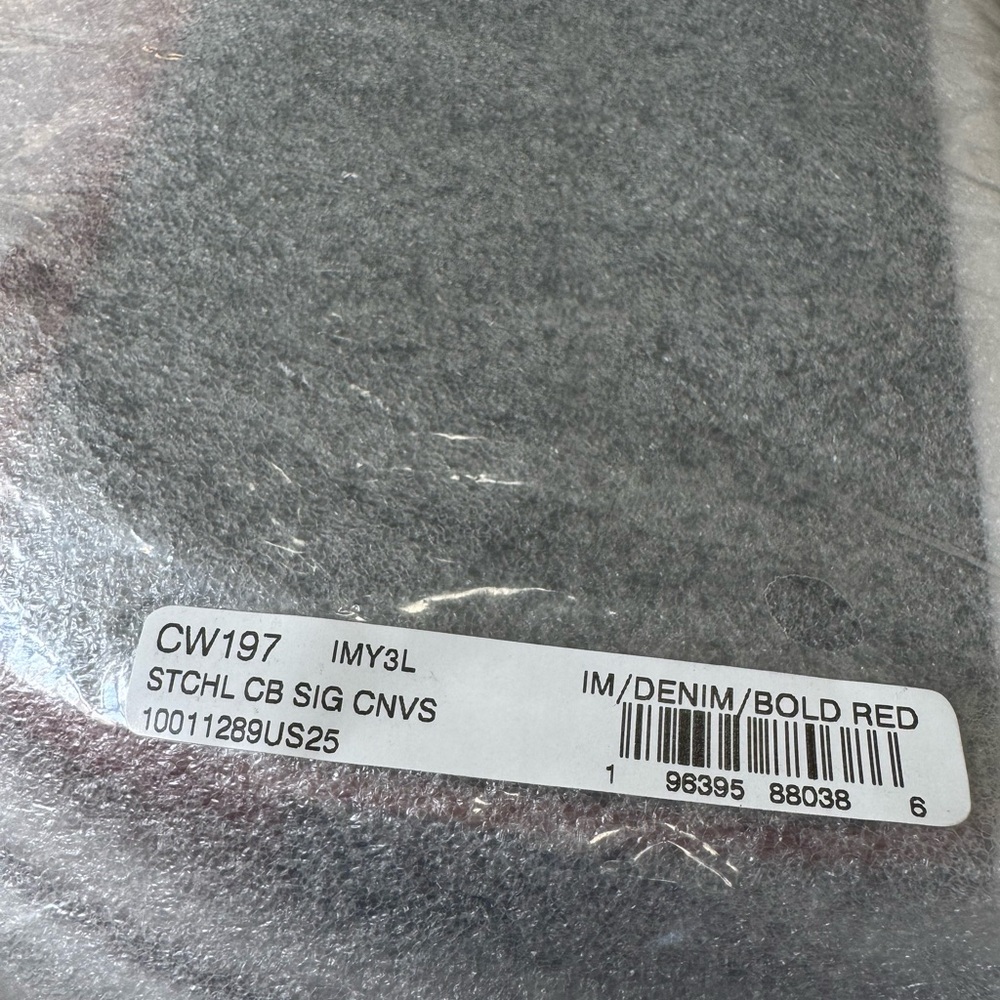 CW197 IMY3L
STCHL CB SIG CNVS
10011289US25
IM/DENIM/BOLD RED
1 96395 88038 6